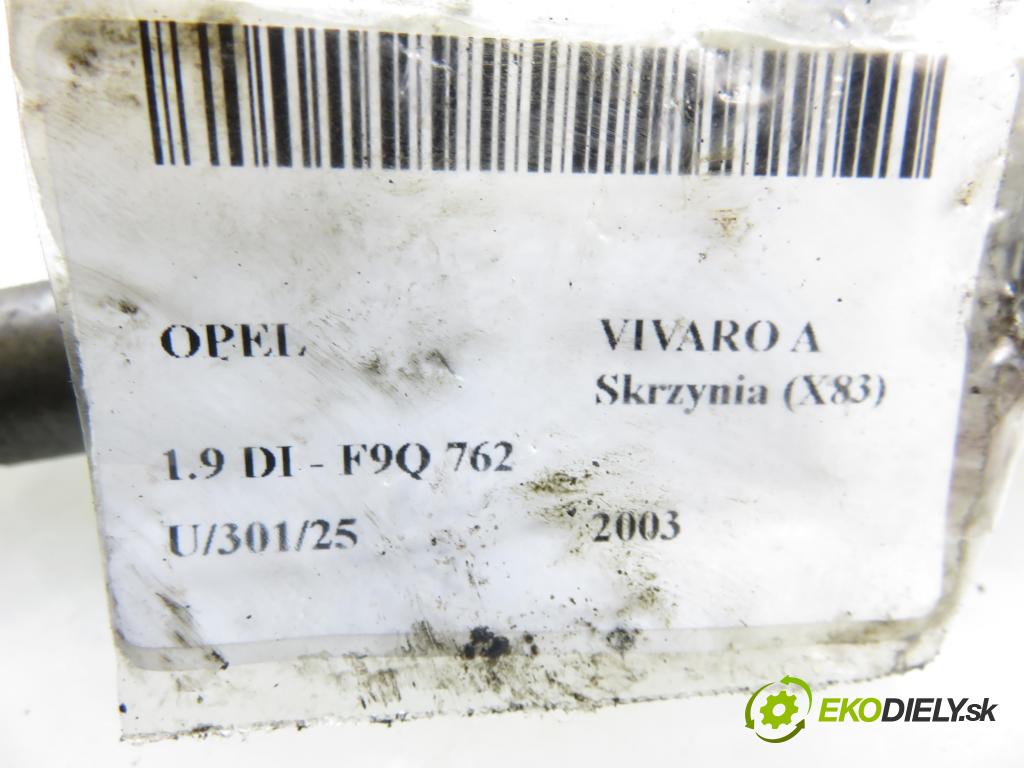 OPEL
VIVARO A
Skrzynia (X83)
1.9 DI - F9Q 762
U/301/25
2003
EKODIELY.sk